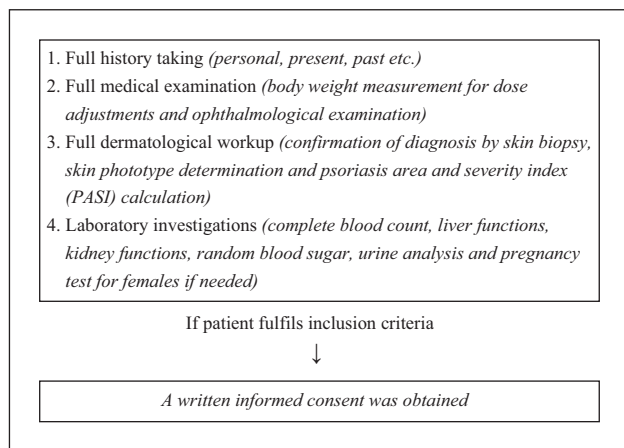 1. Full history taking (personal, present, past etc.)
2. Full medical examination (body weight measurement for dose
adjustments and ophthalmological examination)
3. Full dermatological workup (confirmation of diagnosis by skin biopsy,
skin phototype determination and psoriasis area and severity index
(PASI) calculation)
4. Laboratory investigations (complete blood count, liver functions,
kidney functions, random blood sugar, urine analysis and pregnancy
test for females if needed)
If patient fulfils inclusion criteria
↓
A written informed consent was obtained